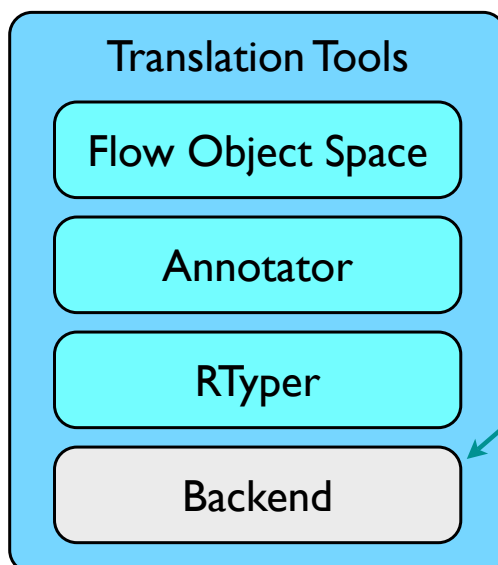 Translation Tools
Flow Object Space
Annotator
RTyper
Backend